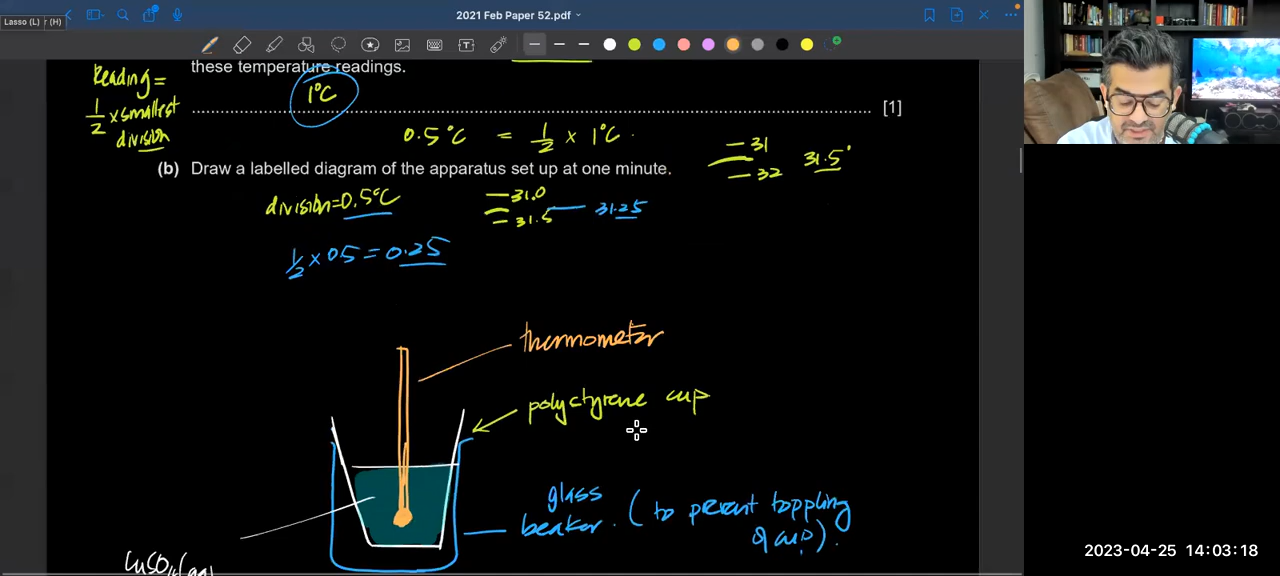 2021 Feb Paper 52.pdf
Lasso (L)
r (H)
these temperature readings.
Reading =
1/2 x smallest
division
1°C
[1]
0.5°C = 1/2 x 1°C
31
32
31.5°
(b) Draw a labelled diagram of the apparatus set up at one minute.
division=0.5°C
31.0
31.5
31.25
1/2 x 0.5 = 0.25
thermometer
polystyrene cup
glass
beaker. (to prevent toppling
of cup).
CuSO4(aq)
2023-04-25 14:03:18